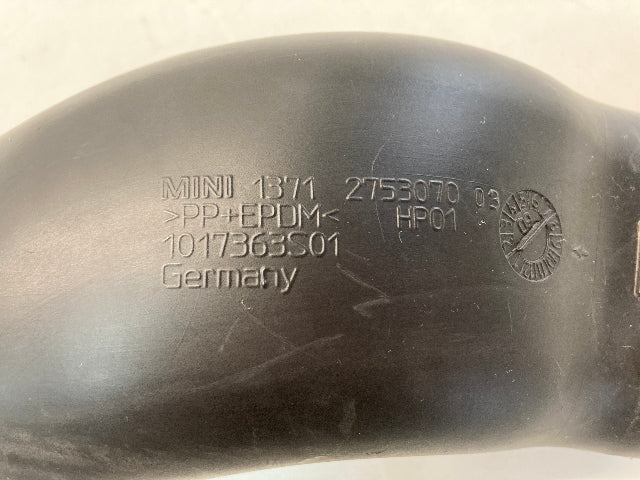 MINI 1371 2753070 03
>PP+EPDM< HP01
1017363S01
Germany